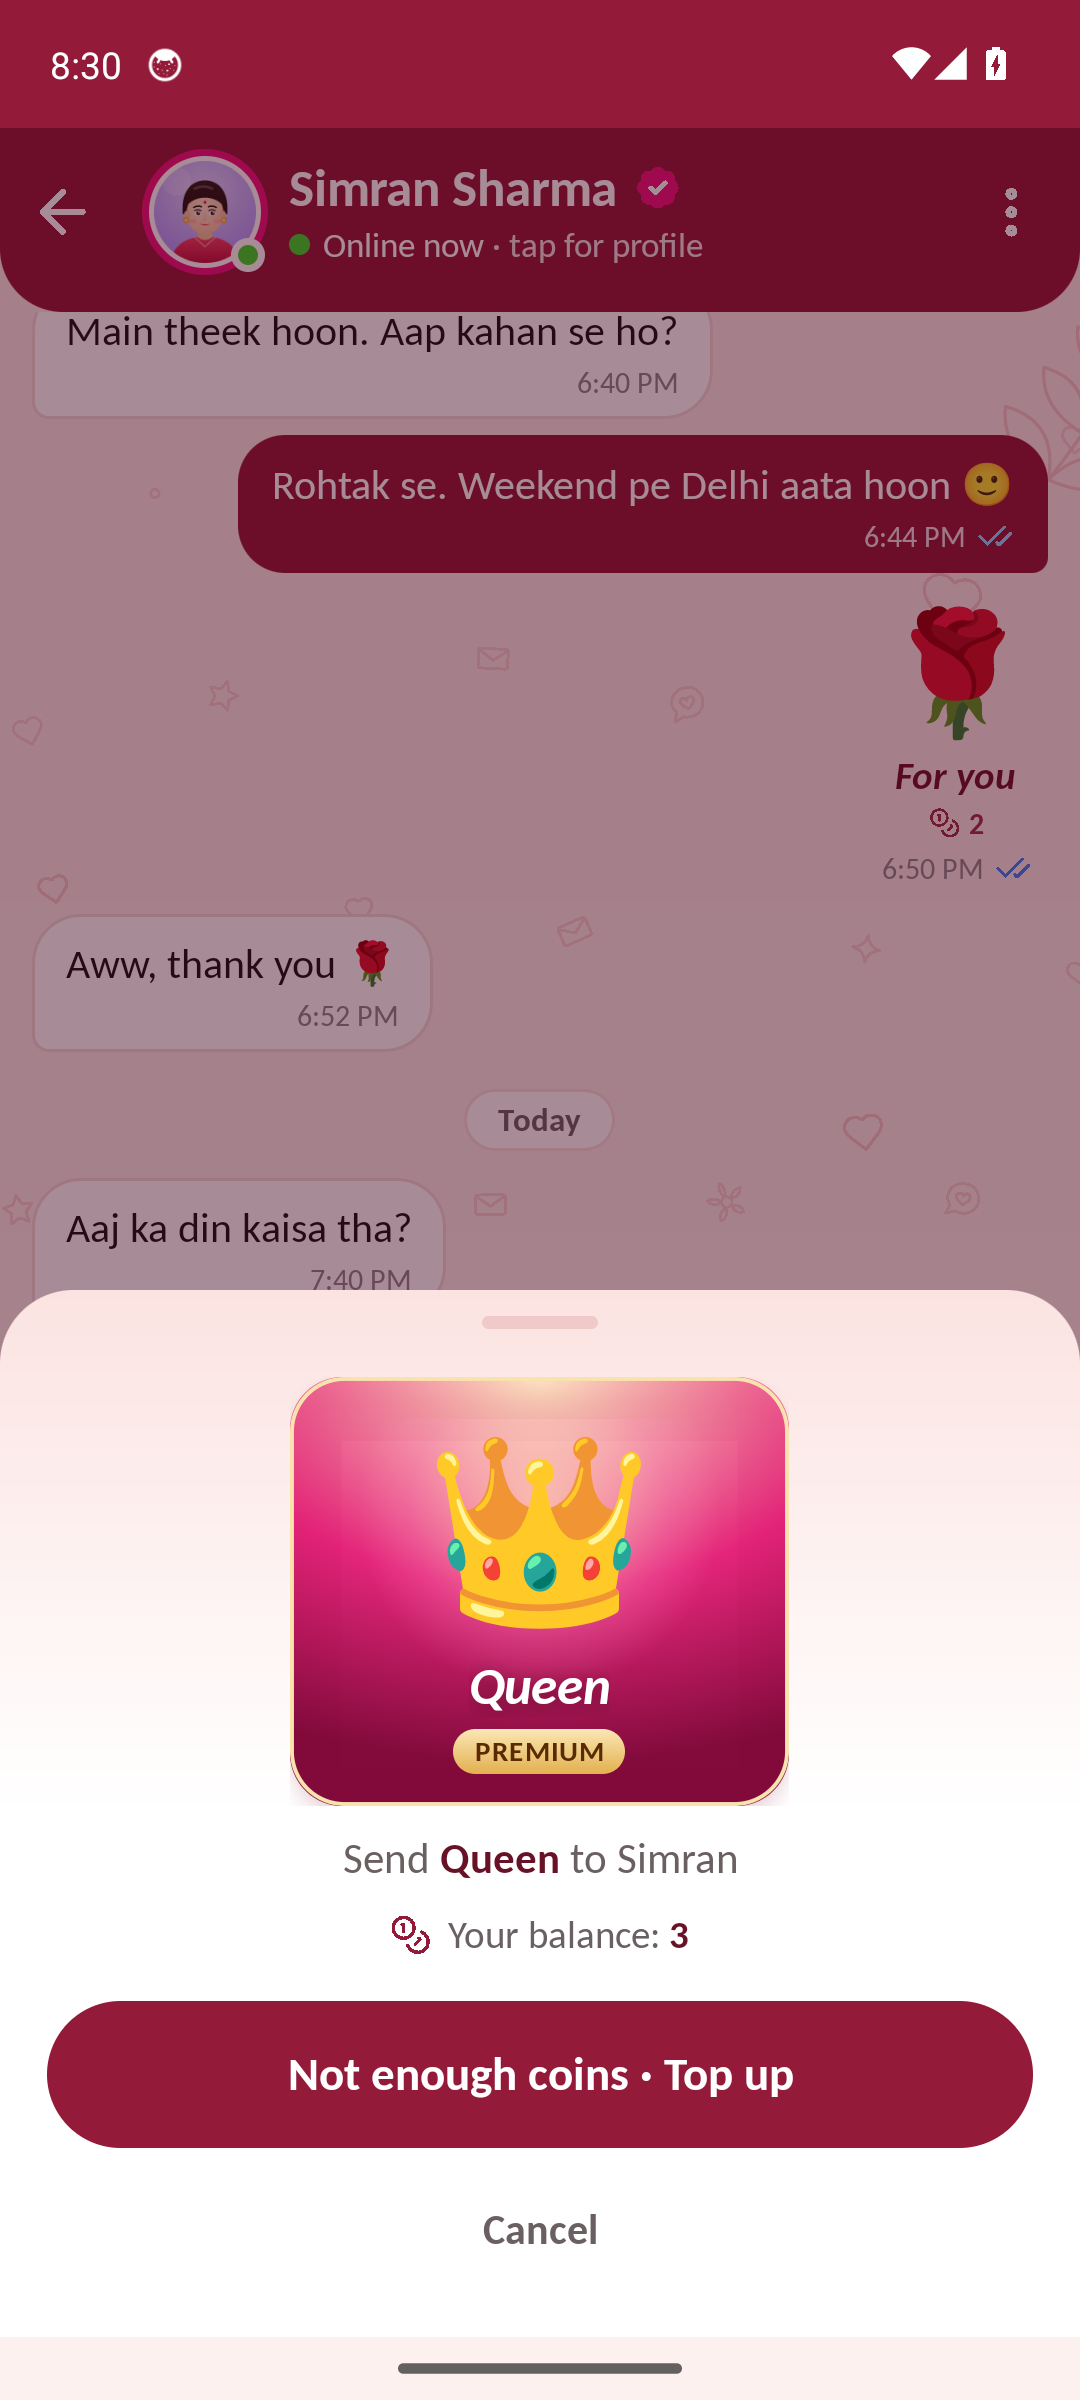 8:30
Simran Sharma
Online now · tap for profile
Main theek hoon. Aap kahan se ho?
6:40 PM
Rohtak se. Weekend pe Delhi aata hoon 🙂
6:44 PM
For you
2
6:50 PM
Aww, thank you 🌹
6:52 PM
Today
Aaj ka din kaisa tha?
7:40 PM
Queen
PREMIUM
Send Queen to Simran
Your balance: 3
Not enough coins · Top up
Cancel